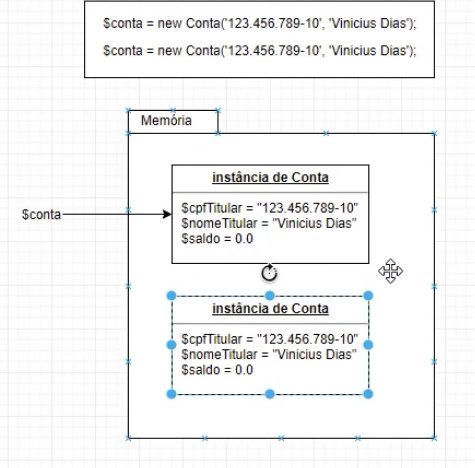 $conta = new Conta('123.456.789-10', 'Vinicius Dias');
$conta = new Conta('123.456.789-10', 'Vinicius Dias');
Memória
instância de Conta
$conta
$cpfTitular = "123.456.789-10"
$nomeTitular = "Vinicius Dias"
$saldo = 0.0
instância de Conta
$cpfTitular = "123.456.789-10"
$nomeTitular = "Vinicius Dias"
$saldo = 0.0